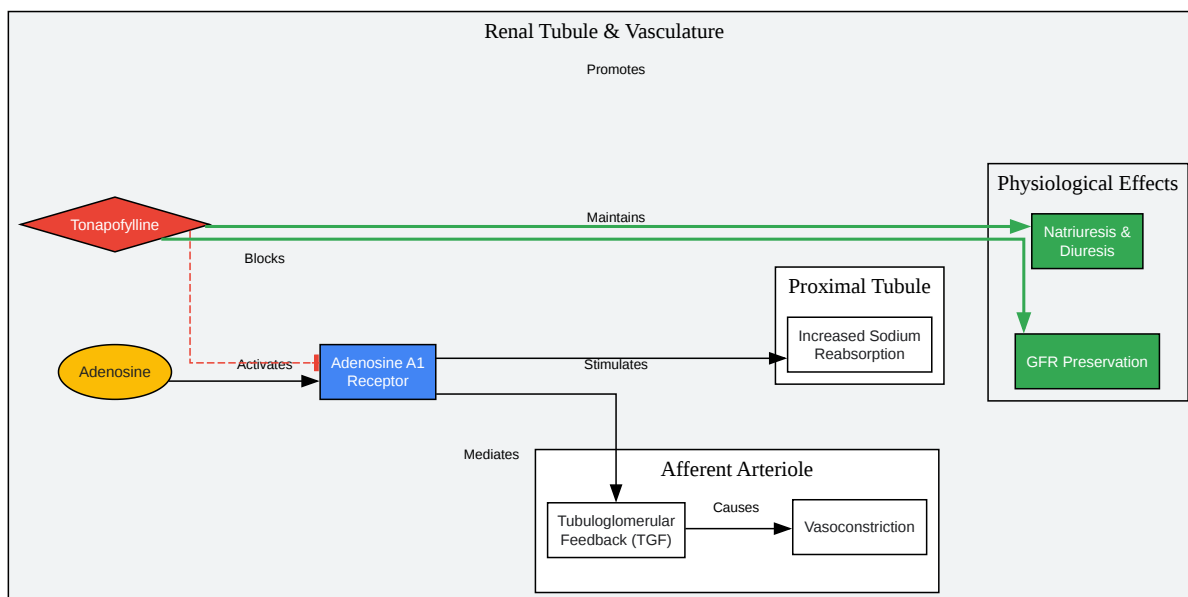 Renal Tubule & Vasculature
Promotes
Physiological Effects
Tonapofylline
Maintains
Natriuresis &
Diuresis
Blocks
Proximal Tubule
Increased Sodium
Reabsorption
GFR Preservation
Adenosine
Activates
Adenosine A1
Receptor
Stimulates
Mediates
Afferent Arteriole
Tubuloglomerular
Feedback (TGF)
Causes
Vasoconstriction